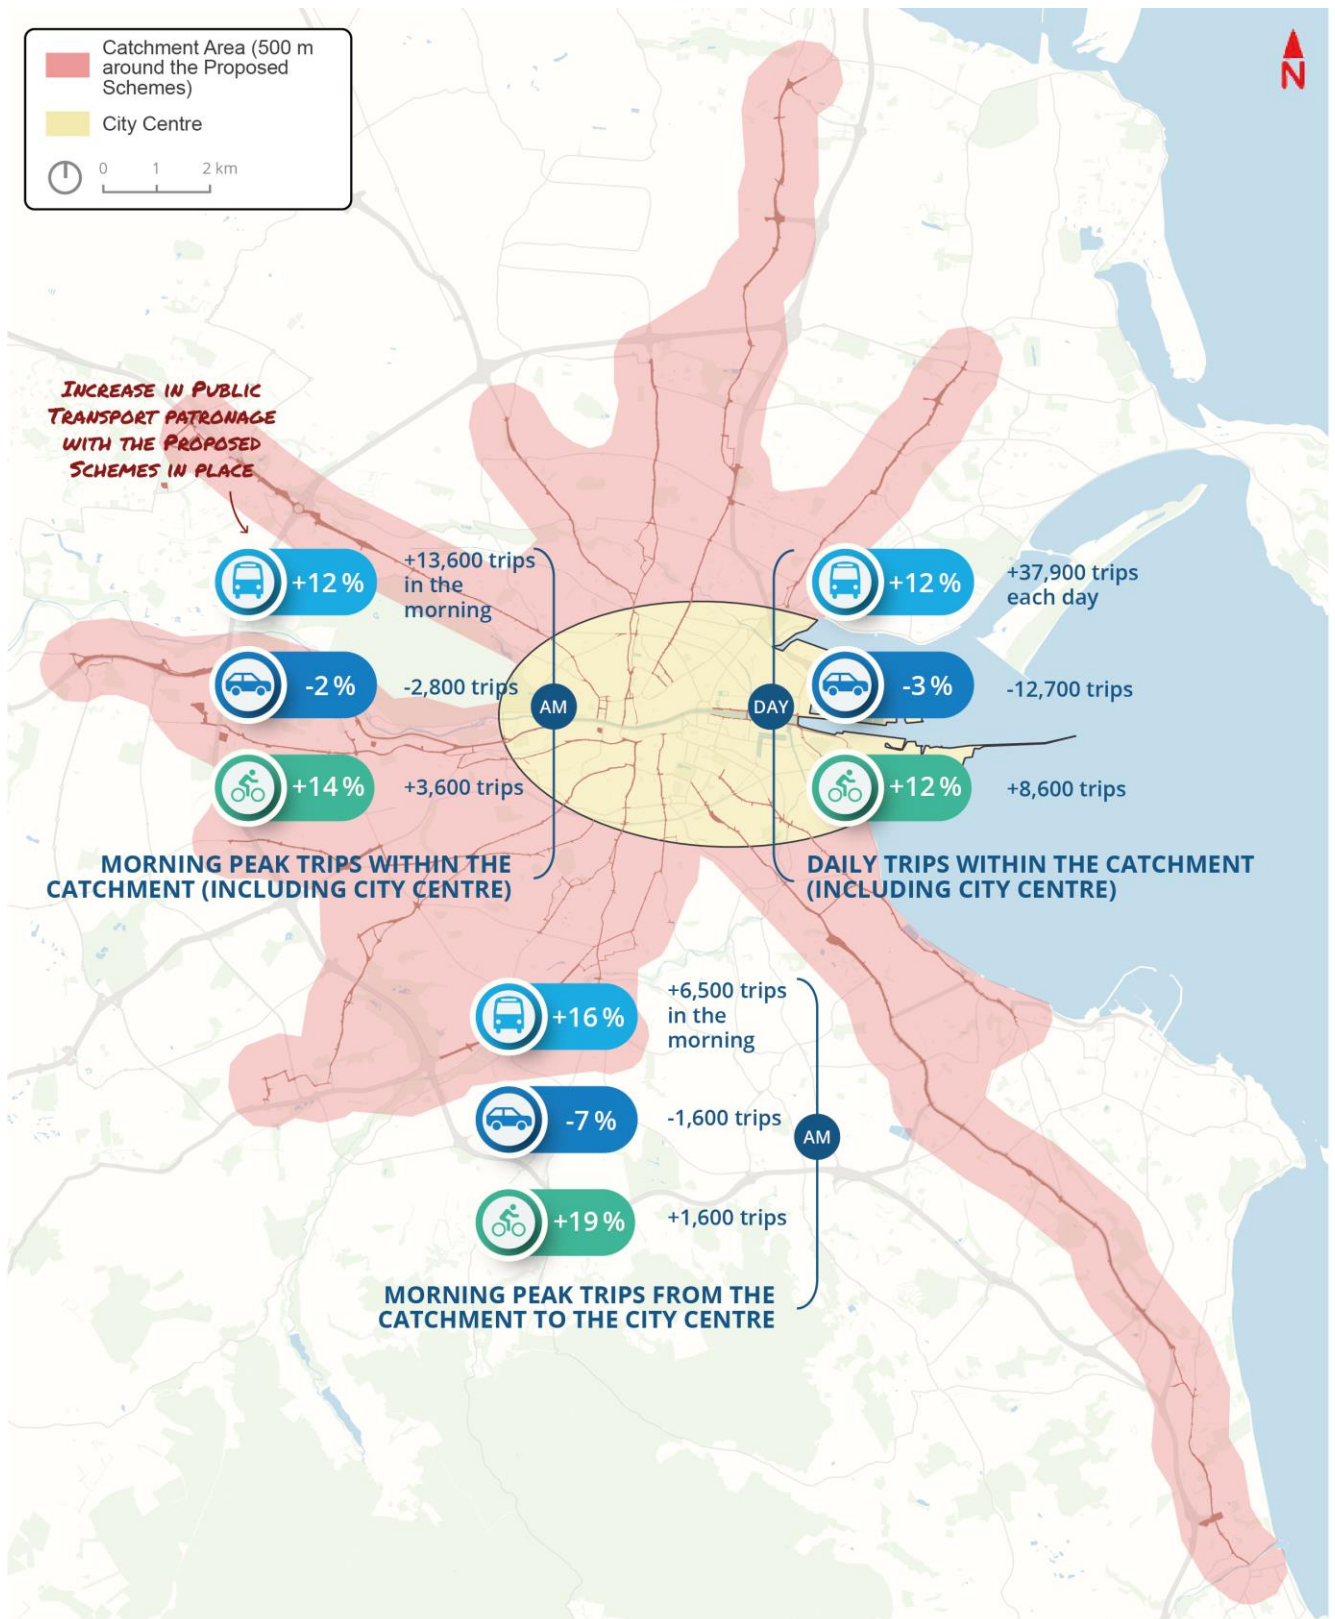 Catchment Area (500 m
around the Proposed
Schemes)
City Centre
0 1 2 km
N
INCREASE IN PUBLIC
TRANSPORT PATRONAGE
WITH THE PROPOSED
SCHEMES IN PLACE
+12 %
+13,600 trips
in the
morning
-2 %
-2,800 trips
AM
+14 %
+3,600 trips
MORNING PEAK TRIPS WITHIN THE
CATCHMENT (INCLUDING CITY CENTRE)
+12 %
+37,900 trips
each day
DAY
-3 %
-12,700 trips
+12 %
+8,600 trips
DAILY TRIPS WITHIN THE CATCHMENT
(INCLUDING CITY CENTRE)
+16 %
+6,500 trips
in the
morning
-7 %
-1,600 trips
AM
+19 %
+1,600 trips
MORNING PEAK TRIPS FROM THE
CATCHMENT TO THE CITY CENTRE